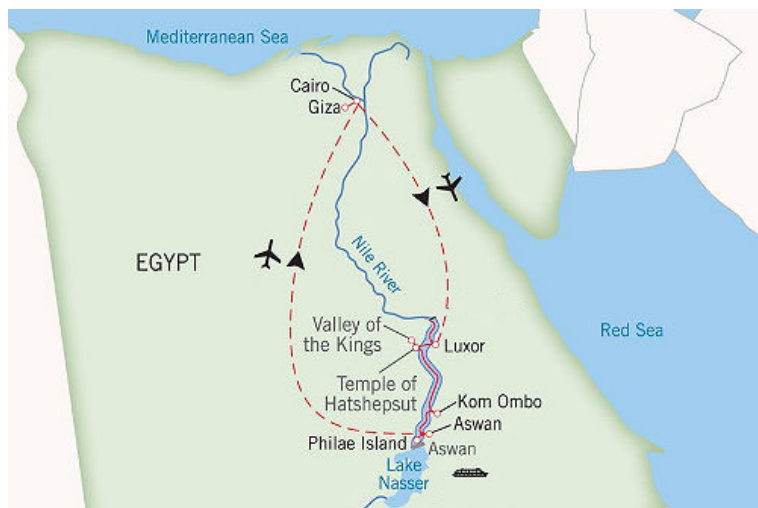 Mediterranean Sea
Cairo
Giza
EGYPT
Nile River
Red Sea
Valley of
the Kings
Luxor
Temple of
Hatshepsut
Kom Ombo
Aswan
Philae Island
Aswan
Lake
Nasser